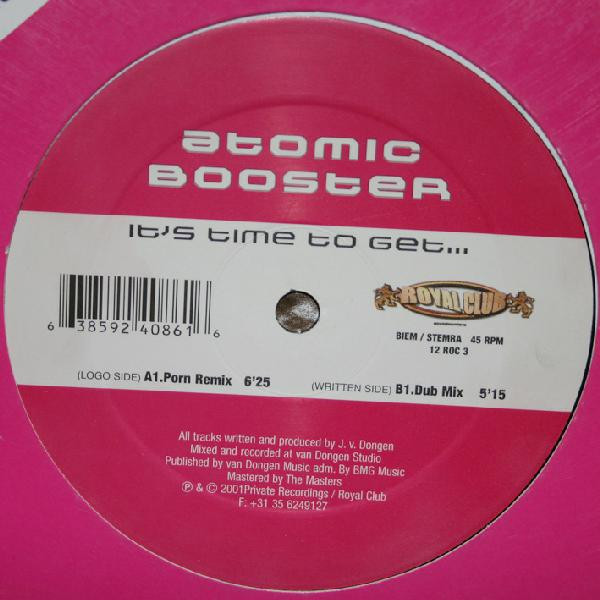 Atomic
Booster
It's time to Get...
ROYAL CLUB
6 38592 40861 6
BIEM / STEMRA 45 RPM
12 ROC 3
(LOGO SIDE) A1.Porn Remix 6'25
(WRITTEN SIDE) B1.Dub Mix 5'15
All tracks written and produced by J. v. Dongen
Mixed and recorded at van Dongen Studio
Published by van Dongen Music adm. By BMG Music
Mastered by The Masters
℗ & © 2001Private Recordings / Royal Club
F. +31 35 6249127